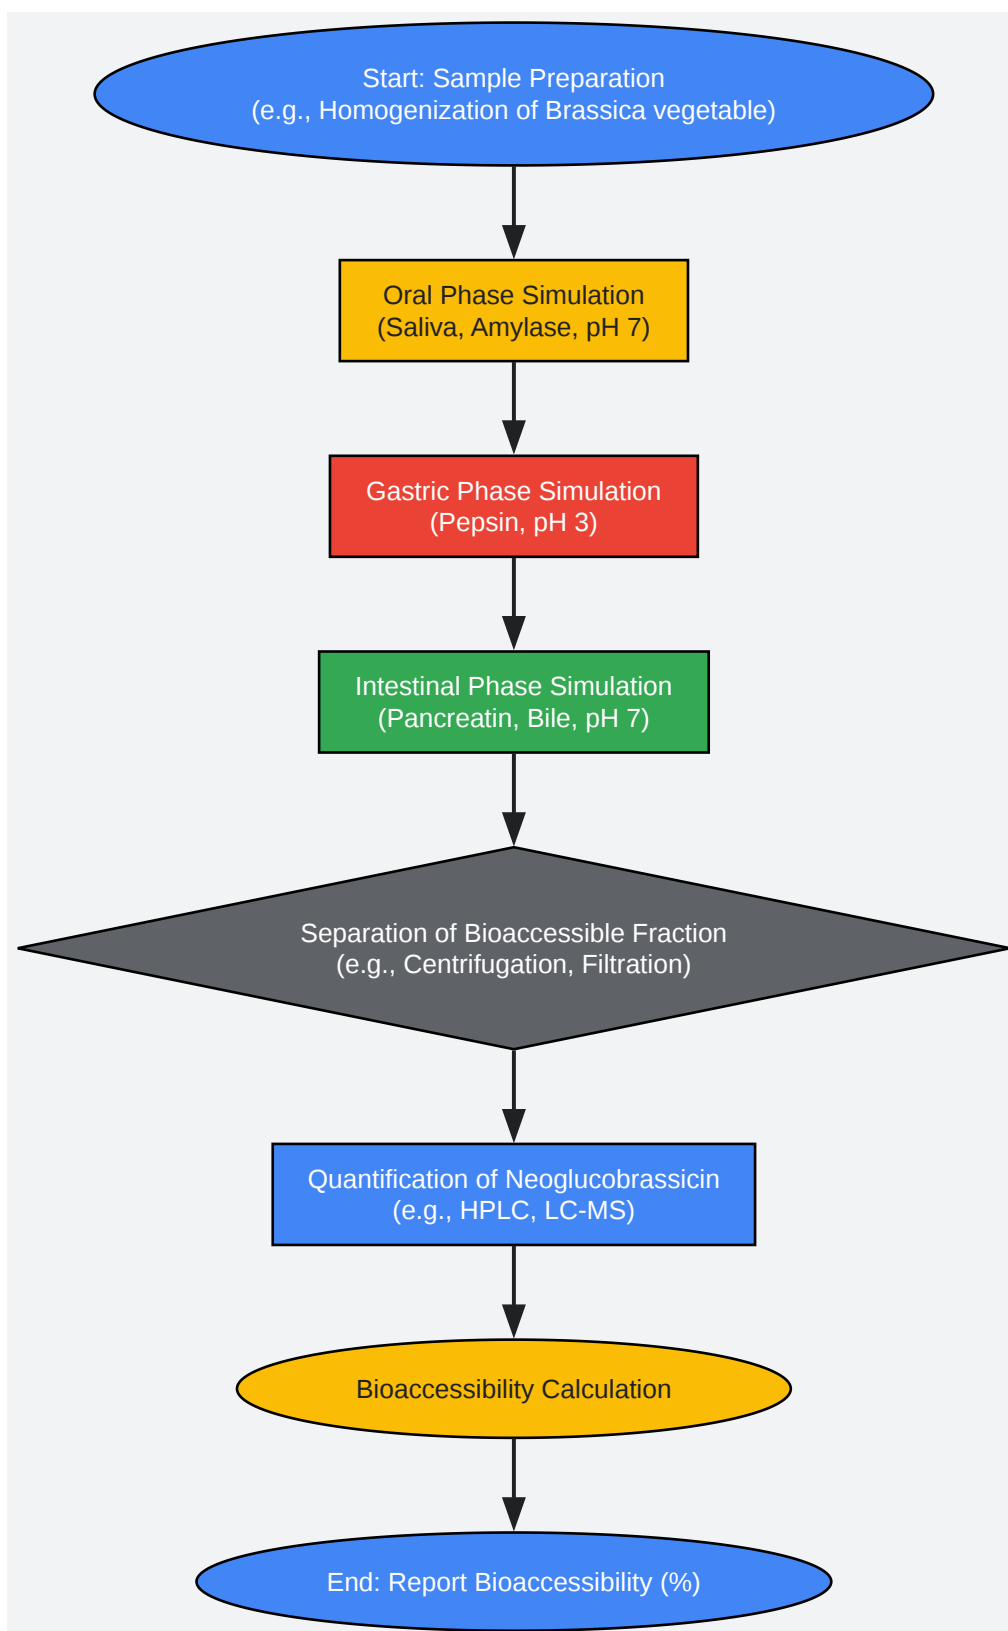 Start: Sample Preparation
(e.g., Homogenization of Brassica vegetable)
Oral Phase Simulation
(Saliva, Amylase, pH 7)
Gastric Phase Simulation
(Pepsin, pH 3)
Intestinal Phase Simulation
(Pancreatin, Bile, pH 7)
Separation of Bioaccessible Fraction
(e.g., Centrifugation, Filtration)
Quantification of Neoglucobrassicin
(e.g., HPLC, LC-MS)
Bioaccessibility Calculation
End: Report Bioaccessibility (%)